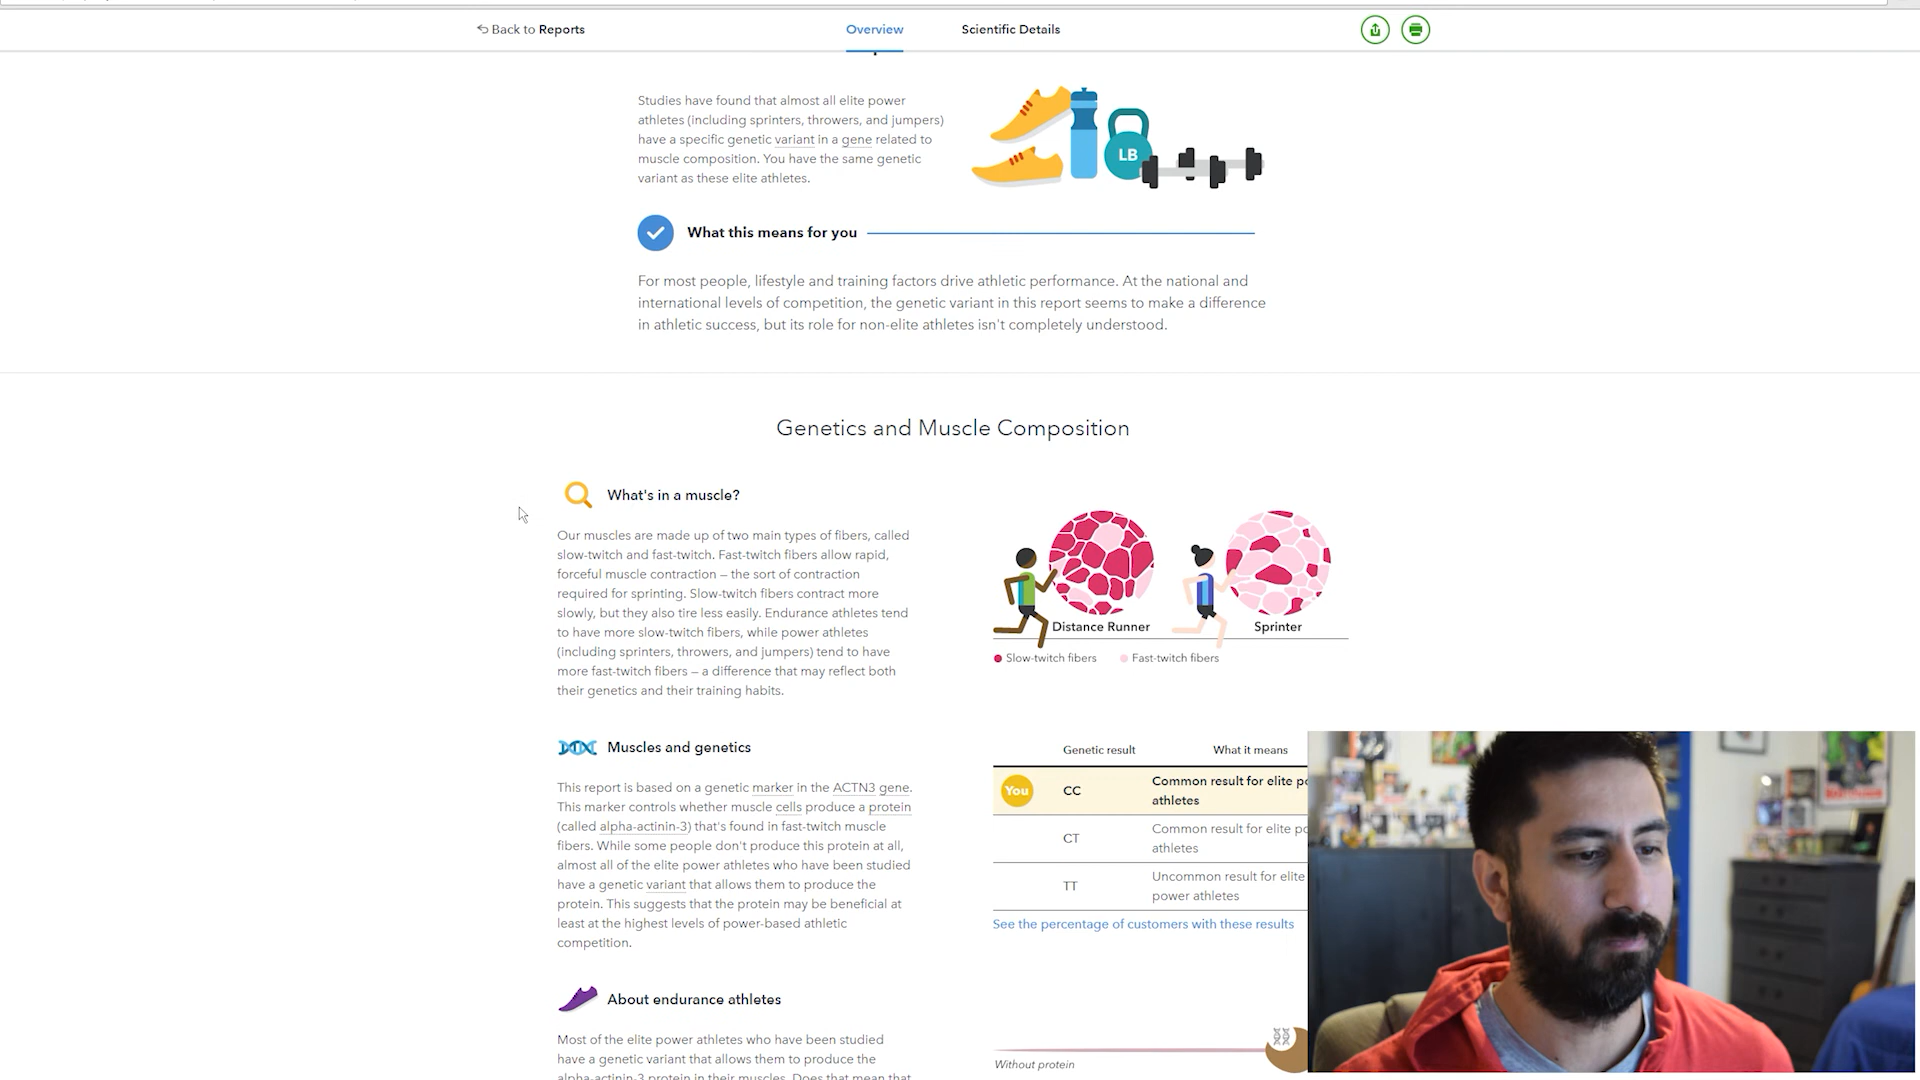 Back to Reports
Overview
Scientific Details
Studies have found that almost all elite power
athletes (including sprinters, throwers, and jumpers)
have a specific genetic variant in a gene related to
muscle composition. You have the same genetic
variant as these elite athletes.
LB
What this means for you
For most people, lifestyle and training factors drive athletic performance. At the national and
international levels of competition, the genetic variant in this report seems to make a difference
in athletic success, but its role for non-elite athletes isn't completely understood.
Genetics and Muscle Composition
What's in a muscle?
Our muscles are made up of two main types of fibers, called
slow-twitch and fast-twitch. Fast-twitch fibers allow rapid,
forceful muscle contraction – the sort of contraction
required for sprinting. Slow-twitch fibers contract more
slowly, but they also tire less easily. Endurance athletes tend
to have more slow-twitch fibers, while power athletes
(including sprinters, throwers, and jumpers) tend to have
more fast-twitch fibers – a difference that may reflect both
their genetics and their training habits.
Distance Runner
Sprinter
Slow-twitch fibers
Fast-twitch fibers
Muscles and genetics
This report is based on a genetic marker in the ACTN3 gene.
This marker controls whether muscle cells produce a protein
(called alpha-actinin-3) that's found in fast-twitch muscle
fibers. While some people don't produce this protein at all,
almost all of the elite power athletes who have been studied
have a genetic variant that allows them to produce the
protein. This suggests that the protein may be beneficial at
least at the highest levels of power-based athletic
competition.
Genetic result What it means
You CC Common result for elite po
athletes
CT Common result for elite po
athletes
TT Uncommon result for elite
power athletes
See the percentage of customers with these results
About endurance athletes
Most of the elite power athletes who have been studied
have a genetic variant that allows them to produce the
alpha-actinin-3 protein in their muscles. Does that mean that
Without protein